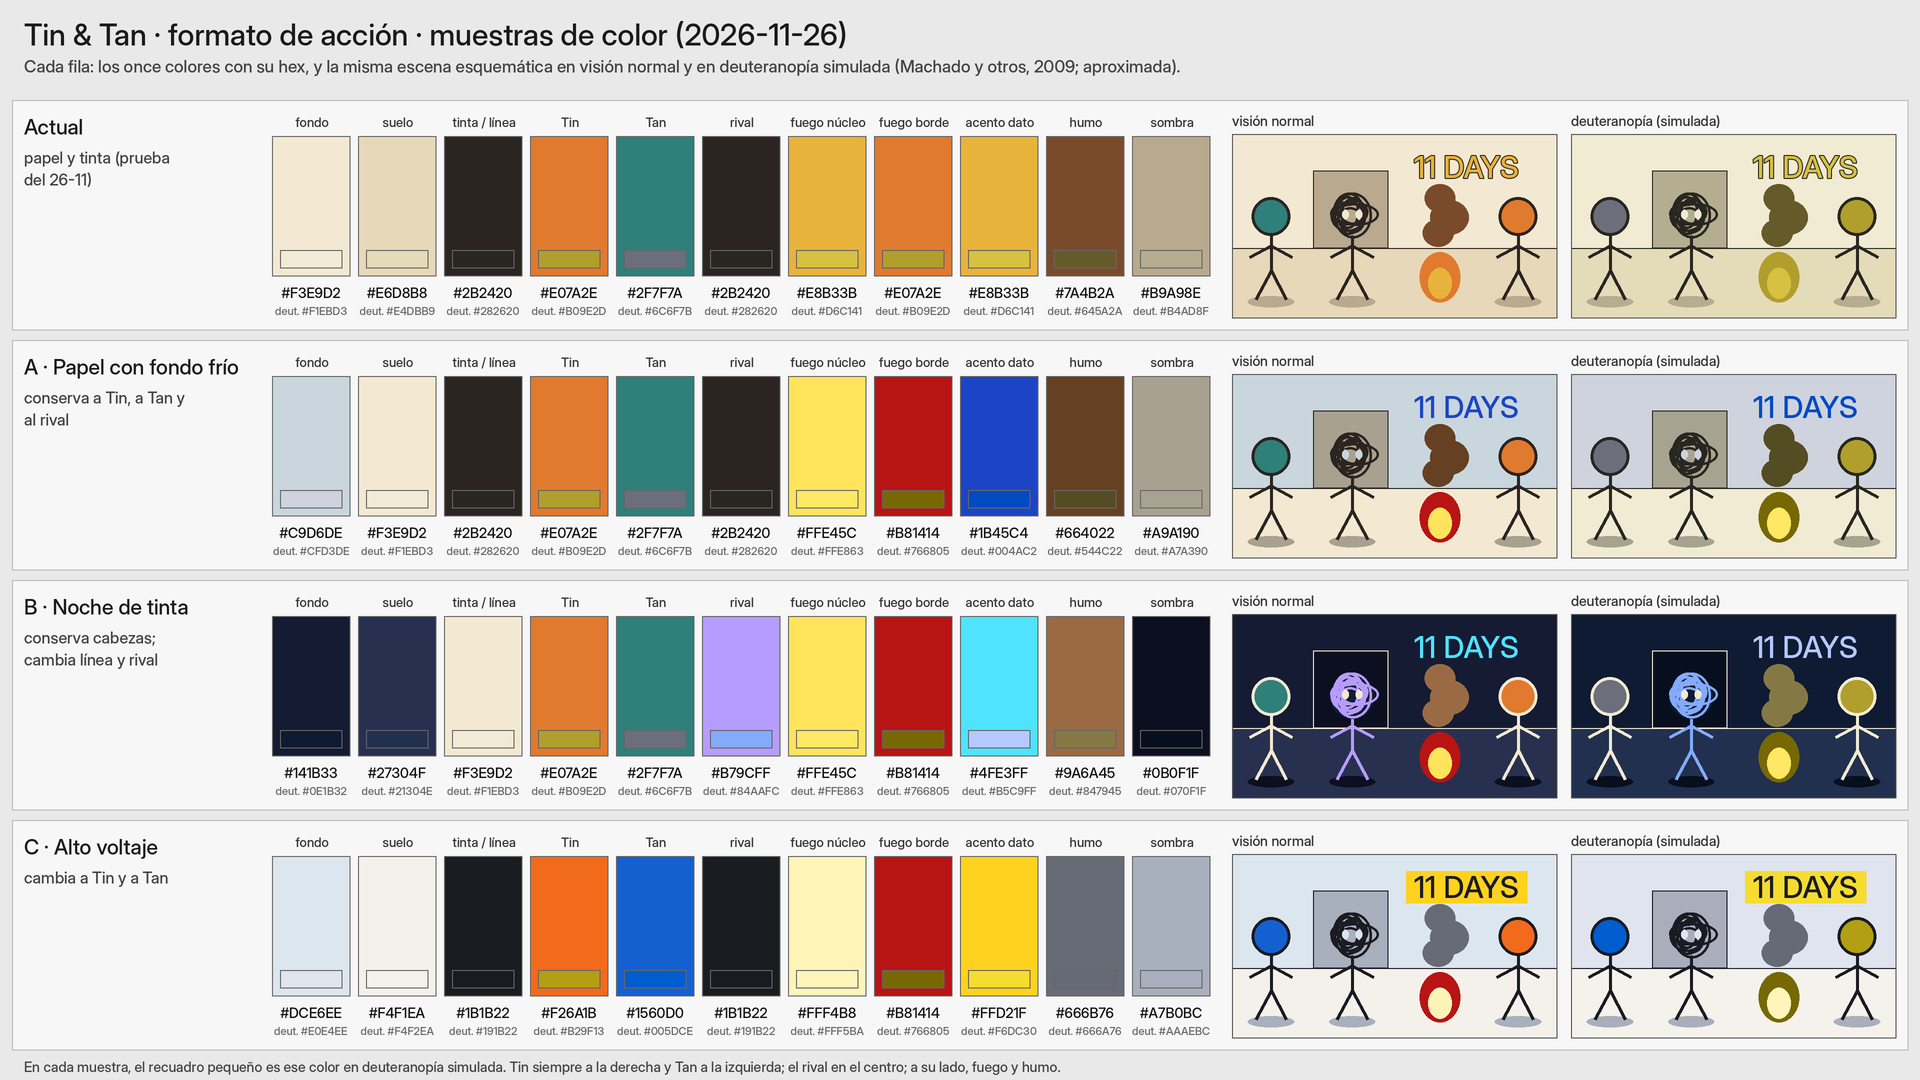 Tin & Tan · formato de acción · muestras de color (2026-11-26)
Cada fila: los once colores con su hex, y la misma escena esquemática en visión normal y en deuteranopía simulada (Machado y otros, 2009; aproximada).
Actual
papel y tinta (prueba
del 26-11)
fondo suelo tinta / línea Tin Tan rival fuego núcleo fuego borde acento dato humo sombra
#F3E9D2 #E6D8B8 #2B2420 #E07A2E #2F7F7A #2B2420 #E8B33B #E07A2E #E8B33B #7A4B2A #B9A98E
deut. #F1EBD3 deut. #E4DBB9 deut. #282620 deut. #B09E2D deut. #6C6F7B deut. #282620 deut. #D6C141 deut. #B09E2D deut. #D6C141 deut. #645A2A deut. #B4AD8F
visión normal
11 DAYS
deuteranopía (simulada)
11 DAYS
A · Papel con fondo frío
conserva a Tin, a Tan y
al rival
fondo suelo tinta / línea Tin Tan rival fuego núcleo fuego borde acento dato humo sombra
#C9D6DE #F3E9D2 #2B2420 #E07A2E #2F7F7A #2B2420 #FFE45C #B81414 #1B45C4 #664022 #A9A190
deut. #CFD3DE deut. #F1EBD3 deut. #282620 deut. #B09E2D deut. #6C6F7B deut. #282620 deut. #FFE863 deut. #766805 deut. #004AC2 deut. #544C22 deut. #A7A390
visión normal
11 DAYS
deuteranopía (simulada)
11 DAYS
B · Noche de tinta
conserva cabezas;
cambia línea y rival
fondo suelo tinta / línea Tin Tan rival fuego núcleo fuego borde acento dato humo sombra
#141B33 #27304F #F3E9D2 #E07A2E #2F7F7A #B79CFF #FFE45C #B81414 #4FE3FF #9A6A45 #0B0F1F
deut. #0E1B32 deut. #21304E deut. #F1EBD3 deut. #B09E2D deut. #6C6F7B deut. #84AAFC deut. #FFE863 deut. #766805 deut. #B5C9FF deut. #847945 deut. #070F1F
visión normal
11 DAYS
deuteranopía (simulada)
11 DAYS
C · Alto voltaje
cambia a Tin y a Tan
fondo suelo tinta / línea Tin Tan rival fuego núcleo fuego borde acento dato humo sombra
#DCE6EE #F4F1EA #1B1B22 #F26A1B #1560D0 #1B1B22 #FFF4B8 #B81414 #FFD21F #666B76 #A7B0BC
deut. #E0E4EE deut. #F4F2EA deut. #191B22 deut. #B29F13 deut. #005DCE deut. #191B22 deut. #FFF5BA deut. #766805 deut. #F6DC30 deut. #666A76 deut. #AAAEBC
visión normal
11 DAYS
deuteranopía (simulada)
11 DAYS
En cada muestra, el recuadro pequeño es ese color en deuteranopía simulada. Tin siempre a la derecha y Tan a la izquierda; el rival en el centro; a su lado, fuego y humo.